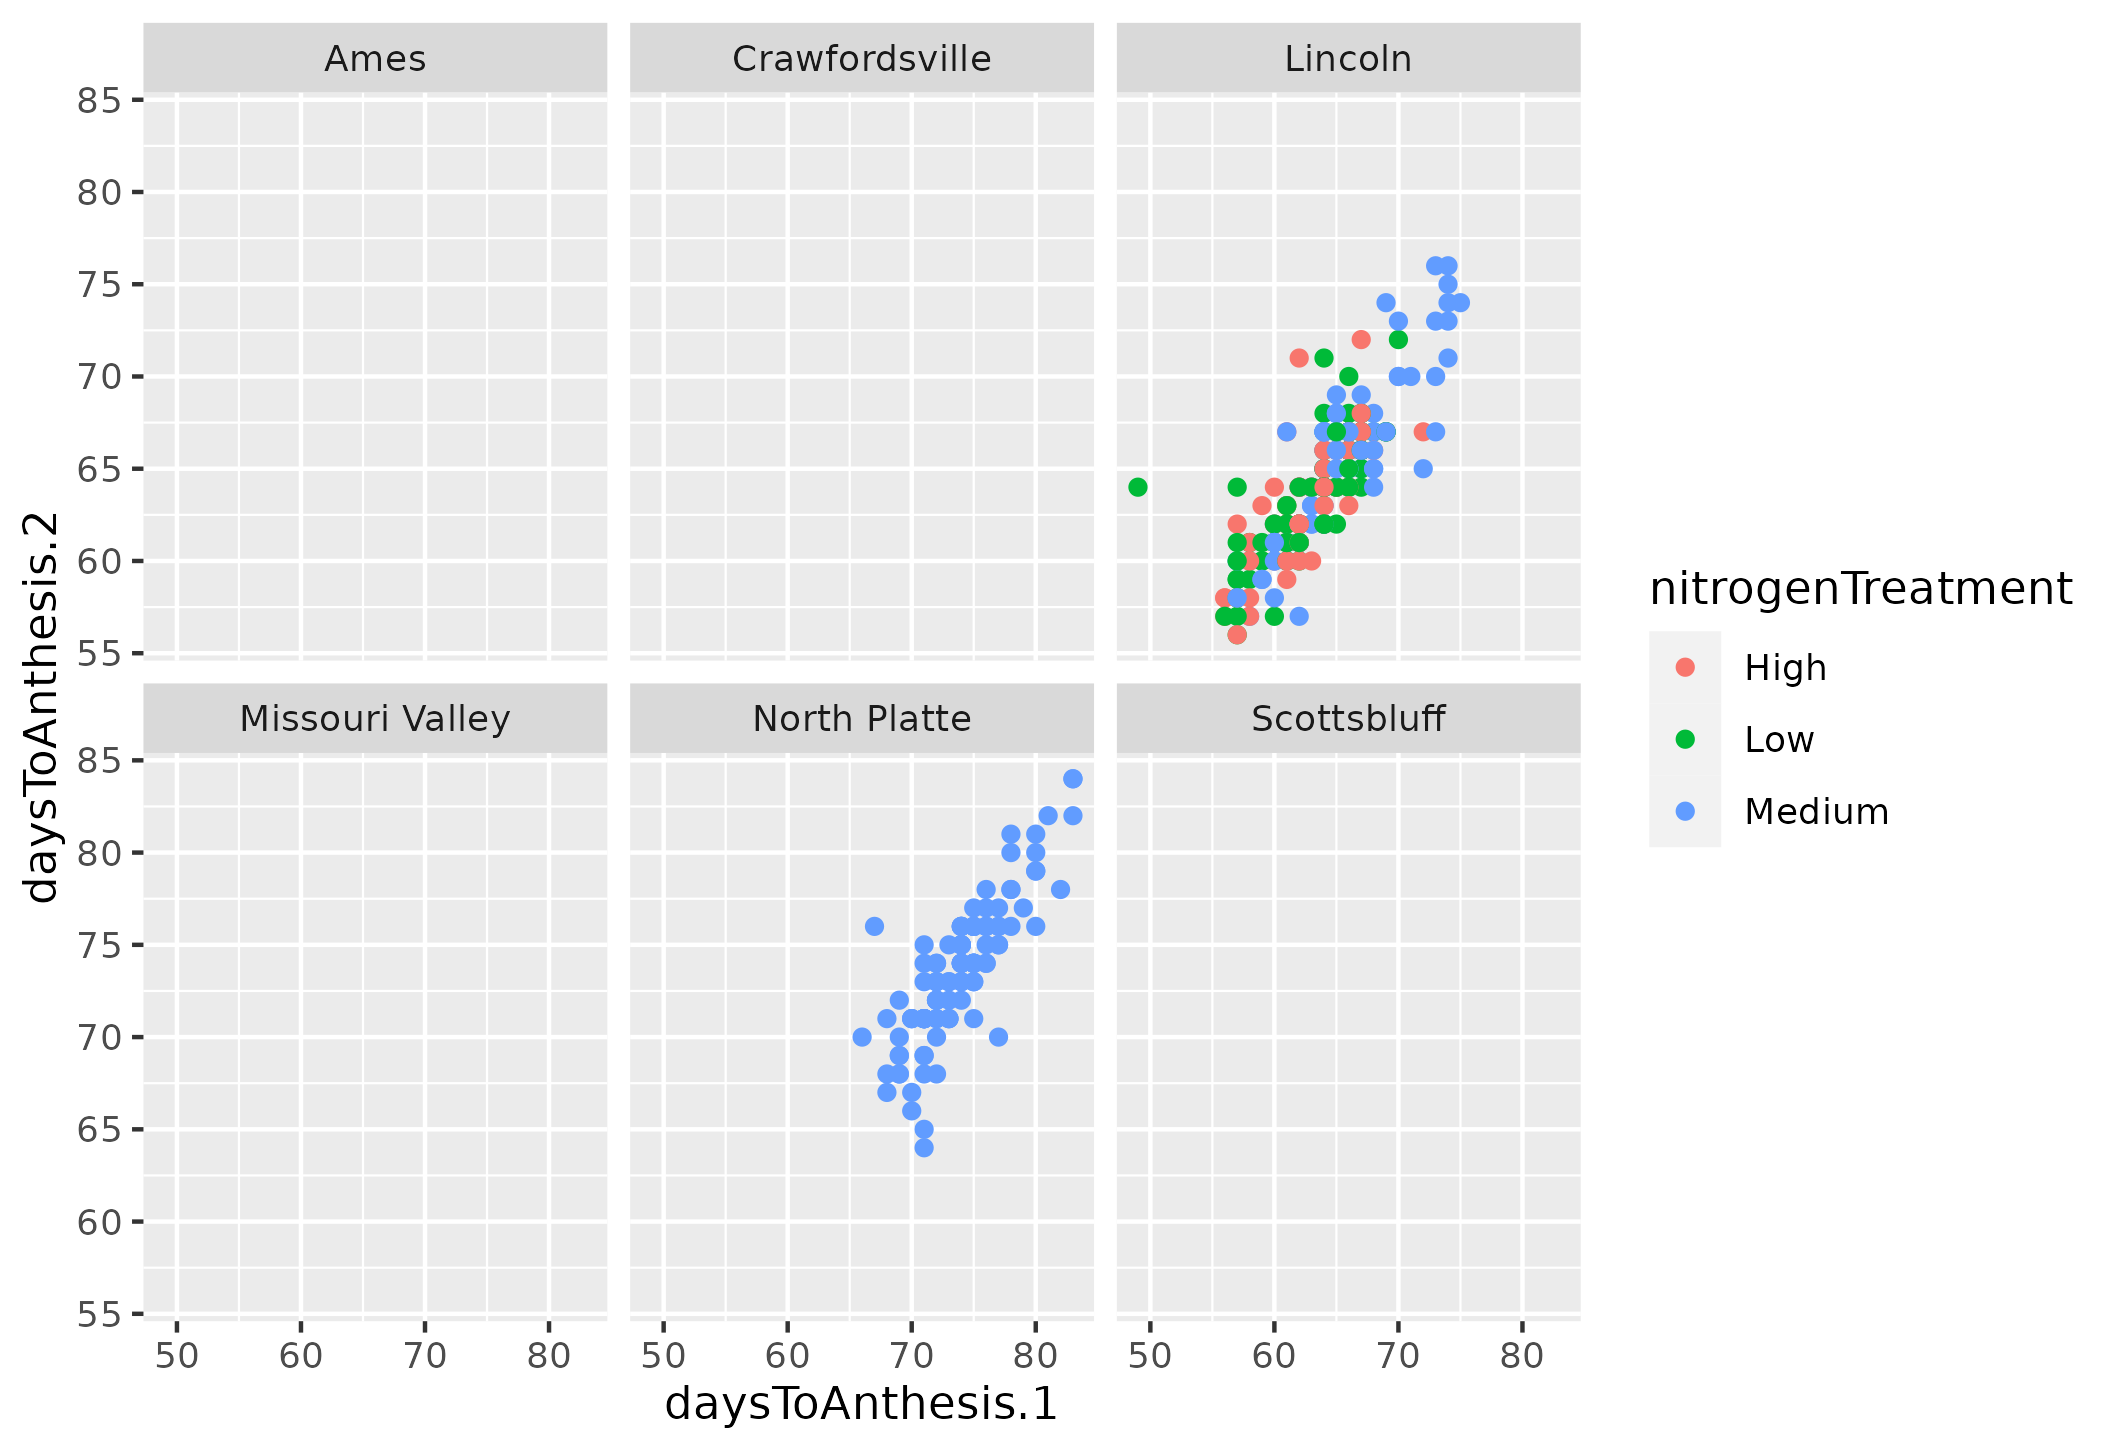 Ames Crawfordsville Lincoln
85
80
75
70
65
60
55
Missouri Valley North Platte Scottsbluff
85
80
75
70
65
60
55
50 60 70 80 50 60 70 80 50 60 70 80
daysToAnthesis.1
daysToAnthesis.2
nitrogenTreatment
High
Low
Medium